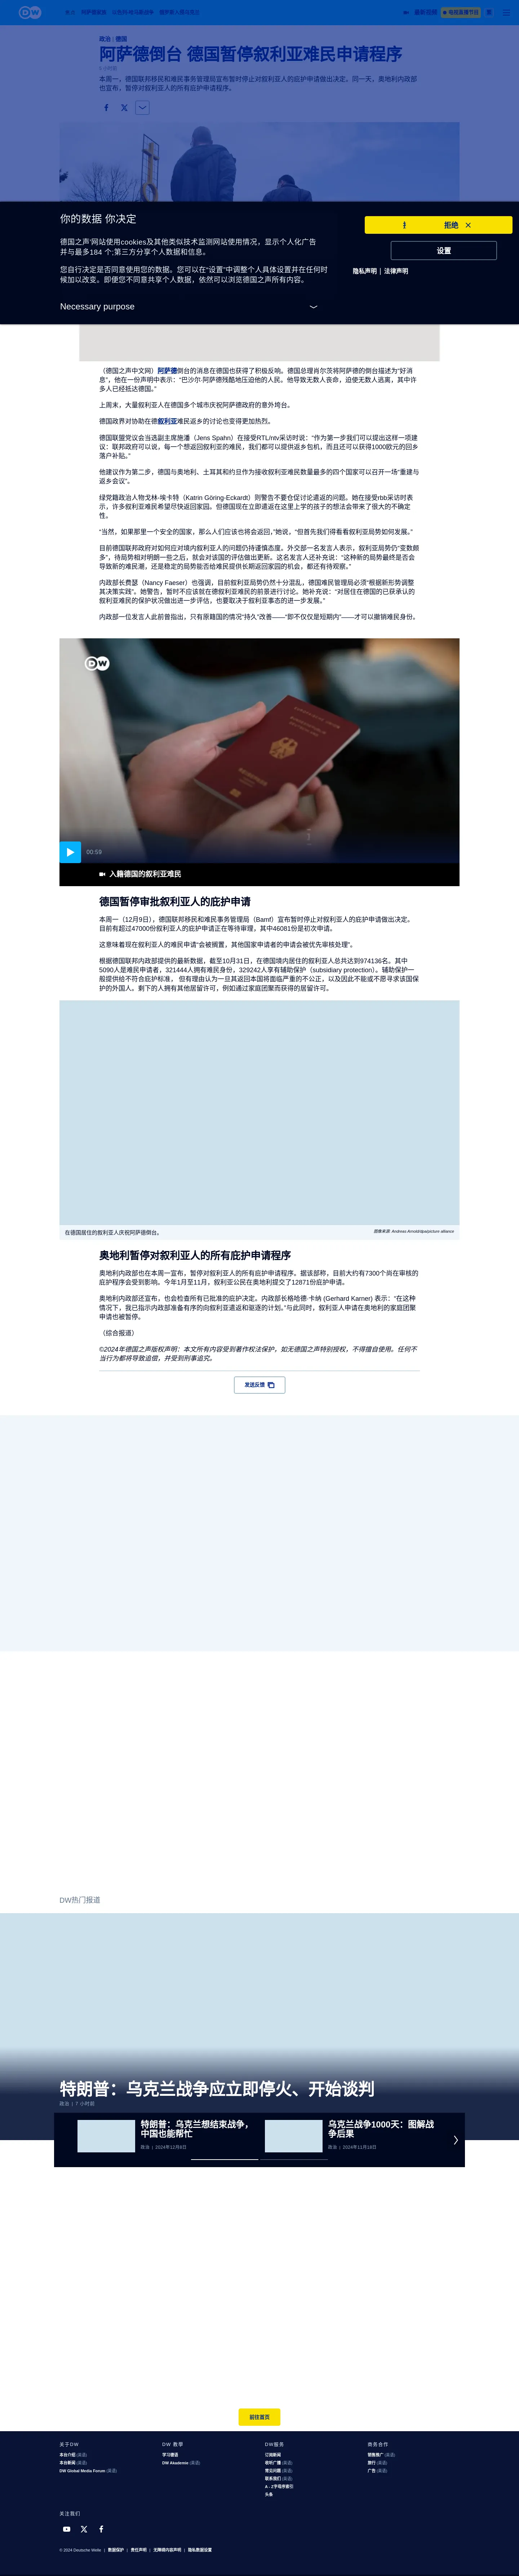 政治 | 德国
阿萨德倒台 德国暂停叙利亚难民申请程序
本周一，德国联邦移民和难民事务管理局宣布暂时停止对叙利亚人的庇护申请做出决定。同一天，奥地利内政部
也宣布，暂停对叙利亚人的所有庇护申请程序。
你的数据 你决定
德国之声'网站使用cookies及其他类似技术监测网站使用情况，显示个人化广告
并与最多184 个;第三方分享个人数据和信息。
您自行决定是否同意使用您的数据。您可以在"设置"中调整个人具体设置并在任何时
候加以改变。即便您不同意共享个人数据，依然可以浏览德国之声所有内容。
Necessary purpose
拒绝
设置
隐私声明 | 法律声明
（德国之声中文网）阿萨德倒台的消息在德国也获得了积极反响。德国总理肖尔茨将阿萨德的倒台描述为"好消
息"，他在一份声明中表示："巴沙尔·阿萨德残酷地压迫他的人民。他导致无数人丧命，迫使无数人逃离，其中许
多人已经抵达德国。"
上周末，大量叙利亚人在德国多个城市庆祝阿萨德政府的意外垮台。
德国政界对协助在德叙利亚难民返乡的讨论也变得更加热烈。
德国联盟党议会当选副主席施潘（Jens Spahn）在接受RTL/ntv采访时说："作为第一步我们可以提出这样一项建
议：联邦政府可以说，每一个想返回叙利亚的难民，我们都可以提供返乡包机，而且还可以获得1000欧元的回乡
落户补贴。"
他建议作为第二步，德国与奥地利、土耳其和约旦作为接收叙利亚难民数量最多的四个国家可以召开一场"重建与
返乡会议"。
绿党籍政治人物戈林-埃卡特（Katrin Göring-Eckardt）则警告不要仓促讨论遣返的问题。她在接受rbb采访时表
示，许多叙利亚难民希望尽快返回家园。但德国现在立即遣返在这里上学的孩子的想法会带来了很大的不确定
性。
"当然，如果那里一个安全的国家，那么人们应该也将会返回，"她说，"但首先我们得看看叙利亚局势如何发展。"
目前德国联邦政府对如何应对境内叙利亚人的问题仍持谨慎态度。外交部一名发言人表示，叙利亚局势仍"变数颇
多"，待局势相对明朗一些之后，就会对该国的评估做出更新。这名发言人还补充说："这种新的局势最终是否会
导致新的难民潮，还是稳定的局势能否给难民提供长期返回家园的机会，都还有待观察。"
内政部长费瑟（Nancy Faeser）也强调，目前叙利亚局势仍然十分混乱，德国难民管理局必须"根据新形势调整
其决策实践"。她警告，暂时不应该就在德叙利亚难民的前景进行讨论。她补充说："对居住在德国的已获承认的
叙利亚难民的保护状况做出进一步评估，也要取决于叙利亚事态的进一步发展。"
内政部一位发言人此前曾指出，只有原籍国的情况"持久"改善——"即不仅仅是短期内"——才可以撤销难民身份，
DW
00:59
入籍德国的叙利亚难民
德国暂停审批叙利亚人的庇护申请
本周一（12月9日），德国联邦移民和难民事务管理局（Bamf）宣布暂时停止对叙利亚人的庇护申请做出决定。
目前有超过47000份叙利亚人的庇护申请正在等待审理，其中46081份是初次申请。
这意味着现在叙利亚人的难民申请"会被搁置，其他国家申请者的申请会被优先审核处理"。
根据德国联邦内政部提供的最新数据，截至10月31日，在德国境内居住的叙利亚人总共达到974136名。其中
5090人是难民申请者，321444人拥有难民身份，329242人享有辅助保护（subsidiary protection）。辅助保护一
般提供给不符合庇护标准， 但有理由认为一旦其返回本国将面临严重的不公正，以及因此不能或不愿寻求该国保
护的外国人。剩下的人拥有其他居留许可，例如通过家庭团聚而获得的居留许可。
在德国居住的叙利亚人庆祝阿萨德倒台。
图像来源: Andreas Arnold/dpa/picture alliance
奥地利暂停对叙利亚人的所有庇护申请程序
奥地利内政部也在本周一宣布，暂停对叙利亚人的所有庇护申请程序。据该部称，目前大约有7300个尚在审核的
庇护程序会受到影响。今年1月至11月，叙利亚公民在奥地利提交了12871份庇护申请。
奥地利内政部还宣布，也会检查所有已批准的庇护决定。内政部长格哈德·卡纳 (Gerhard Karner) 表示："在这种
情况下，我已指示内政部准备有序的向叙利亚遣返和驱逐的计划。"与此同时，叙利亚人申请在奥地利的家庭团聚
申请也被暂停。
（综合报道）
©2024年德国之声版权声明：本文所有内容受到著作权法保护，如无德国之声特别授权，不得擅自使用。任何不
当行为都将导致追偿，并受到刑事追究。
发送反馈
DW热门报道
特朗普：乌克兰战争应立即停火、开始谈判
政治 | 7 小时前
特朗普：乌克兰想结束战争，
中国也能帮忙
政治 | 2024年12月8日
乌克兰战争1000天：图解战
争后果
政治 | 2024年11月18日
前往首页
关于DW
本台介绍 (英语)
本台新闻 (英语)
DW Global Media Forum (英语)
DW 教学
学习德语
DW Akademie (英语)
DW服务
订阅新闻
收听广播 (英语)
常见问题 (英语)
联系我们 (英语)
A - Z字母序索引
头条
商务合作
销售推广 (英语)
旅行 (英语)
广告 (英语)
关注我们
© 2024 Deutsche Welle | 数据保护 | 责任声明 | 无障碍内容声明 | 隐私数据设置